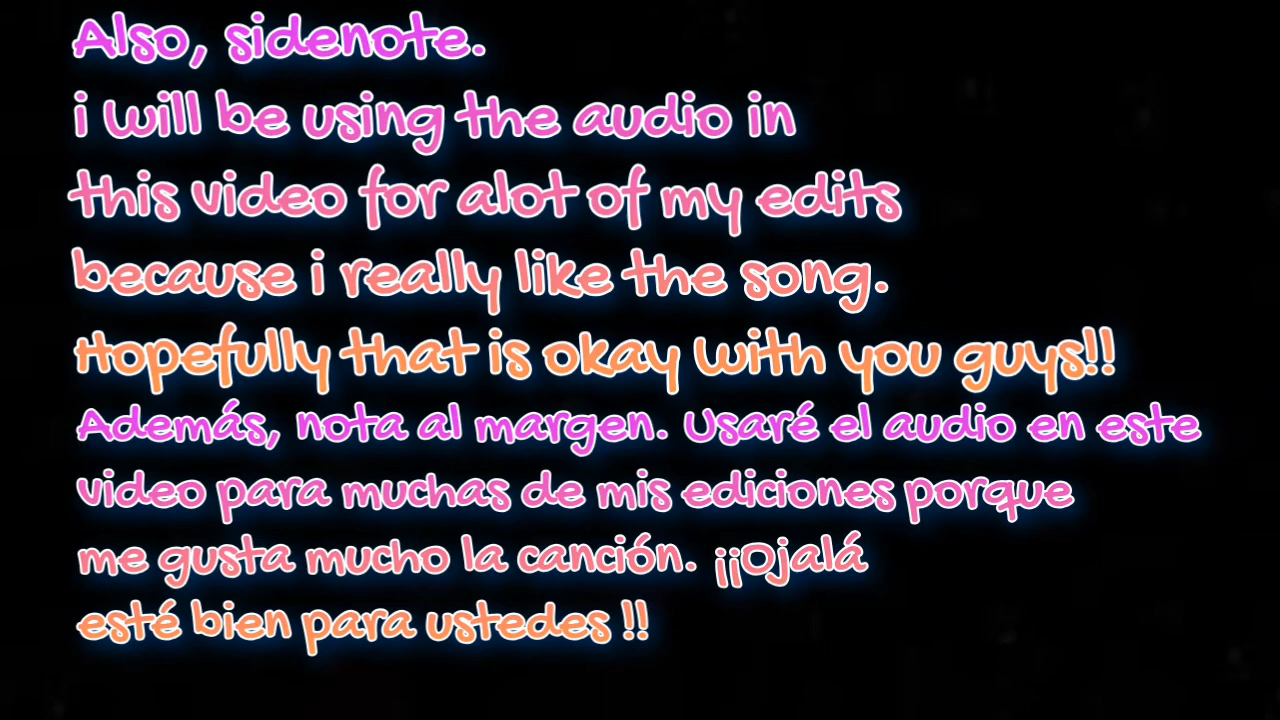 Also, sidenote.
i will be using the audio in
this video for alot of my edits
because i really like the song.
Hopefully that is okay with you guys!!
Además, nota al margen. Usaré el audio en este
video para muchas de mis ediciones porque
me gusta mucho la canción. ¡¡Ojalá
esté bien para ustedes !!